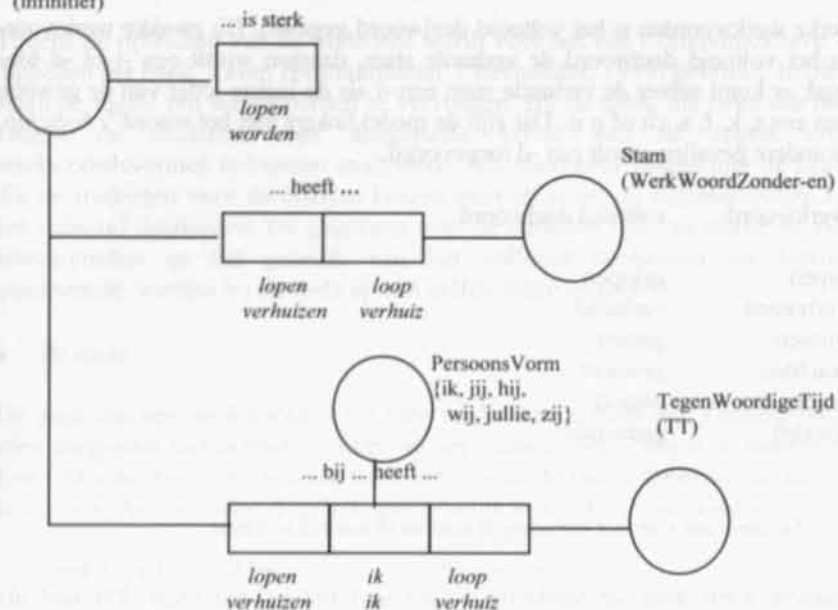 (infinitief)
... is sterk
lopen
worden
Stam
(WerkWoordZonder-en)
... heeft ...
lopen loop
verhuizen verhuiz
PersoonsVorm
{ik, jij, hij,
wij, jullie, zij}
TegenWoordigeTijd
(TT)
... bij ... heeft ...
lopen ik loop
verhuizen ik verhuiz